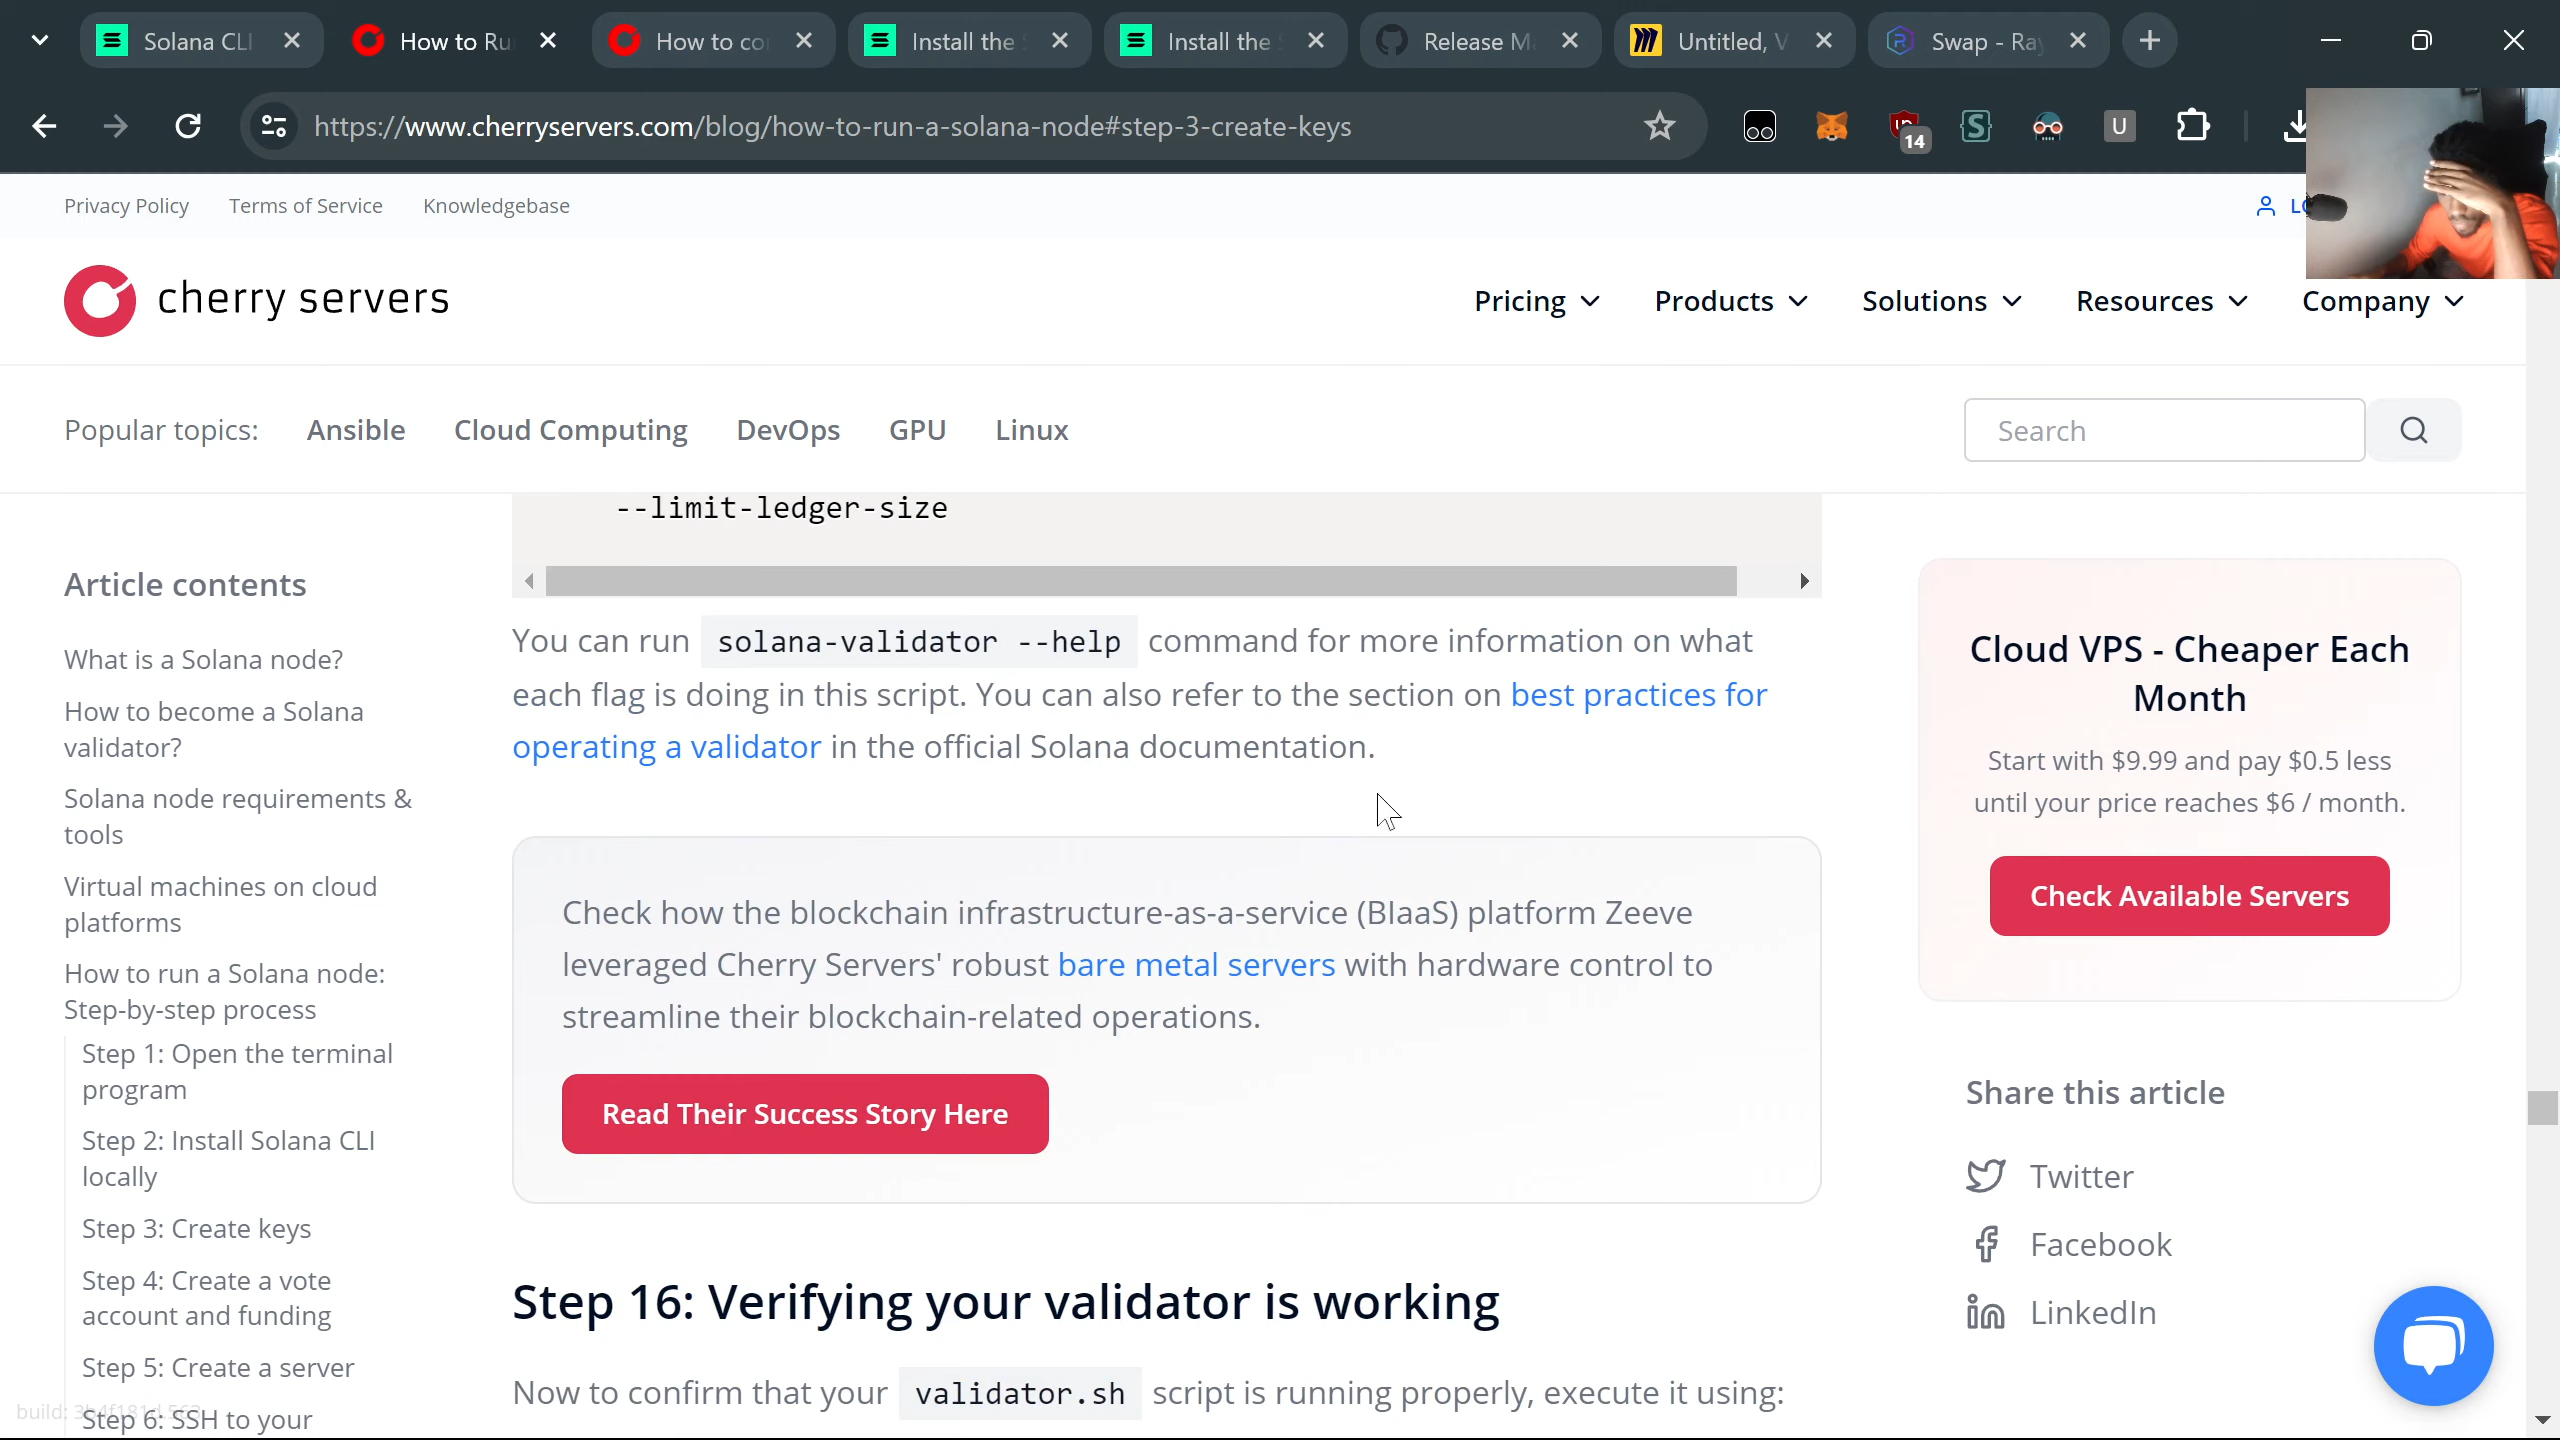 Solana CLI
How to Ru
How to co
Install the S
Install the S
Release M
Untitled, V
Swap - Ray
https://www.cherryservers.com/blog/how-to-run-a-solana-node#step-3-create-keys
14
U
Privacy Policy
Terms of Service
Knowledgebase
cherry servers
Pricing
Products
Solutions
Resources
Company
Popular topics:
Ansible
Cloud Computing
DevOps
GPU
Linux
Search
Article contents
What is a Solana node?
How to become a Solana
validator?
Solana node requirements &
tools
Virtual machines on cloud
platforms
How to run a Solana node:
Step-by-step process
Step 1: Open the terminal
program
Step 2: Install Solana CLI
locally
Step 3: Create keys
Step 4: Create a vote
account and funding
Step 5: Create a server
Step 6: SSH to your
--limit-ledger-size
You can run solana-validator --help command for more information on what
each flag is doing in this script. You can also refer to the section on best practices for
operating a validator in the official Solana documentation.
Check how the blockchain infrastructure-as-a-service (BIaaS) platform Zeeve
leveraged Cherry Servers' robust bare metal servers with hardware control to
streamline their blockchain-related operations.
Read Their Success Story Here
Step 16: Verifying your validator is working
Now to confirm that your validator.sh script is running properly, execute it using:
Cloud VPS - Cheaper Each
Month
Start with $9.99 and pay $0.5 less
until your price reaches $6 / month.
Check Available Servers
Share this article
Twitter
Facebook
LinkedIn